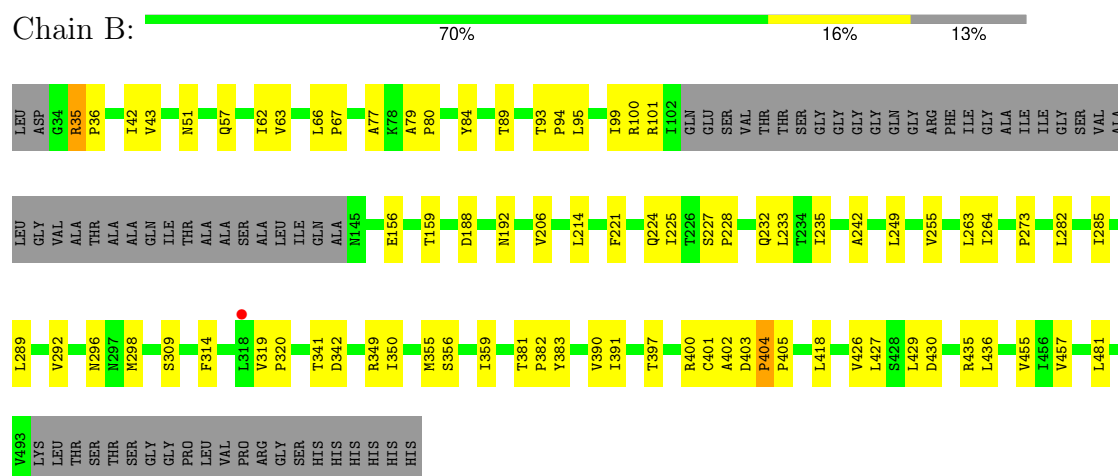 Chain B:
70% 16% 13%
LEU ASP G34 R35 P36 I42 V43 N51 Q57 I62 V63 L66 P67 A77 K78 A79 P80 Y84 T89 T93 P94 L95 I99 R100 R101 I102 GLN GLU SER VAL THR THR SER GLY GLY GLY GLY GLN GLY ARG PHE ILE GLY ALA ILE ILE GLY SER VAL ALA
LEU GLY VAL ALA THR ALA ALA GLN ILE THR ALA ALA SER ALA LEU ILE GLN ALA N145 E156 T159 D188 N192 V206 L214 F221 Q224 I225 T226 S227 P228 Q232 L233 T234 I235 A242 L249 V255 L263 I264 P273 L282 I285
L289 V292 N296 N297 M298 S309 F314 L318 V319 P320 T341 D342 R349 I350 M355 S356 I359 T381 P382 Y383 V390 I391 T397 R400 C401 A402 D403 P404 P405 L418 V426 L427 S428 L429 D430 R435 L436 V455 I456 V457 L481
V493 LYS LEU THR SER THR SER GLY GLY PRO LEU VAL PRO ARG GLY SER HIS HIS HIS HIS HIS HIS